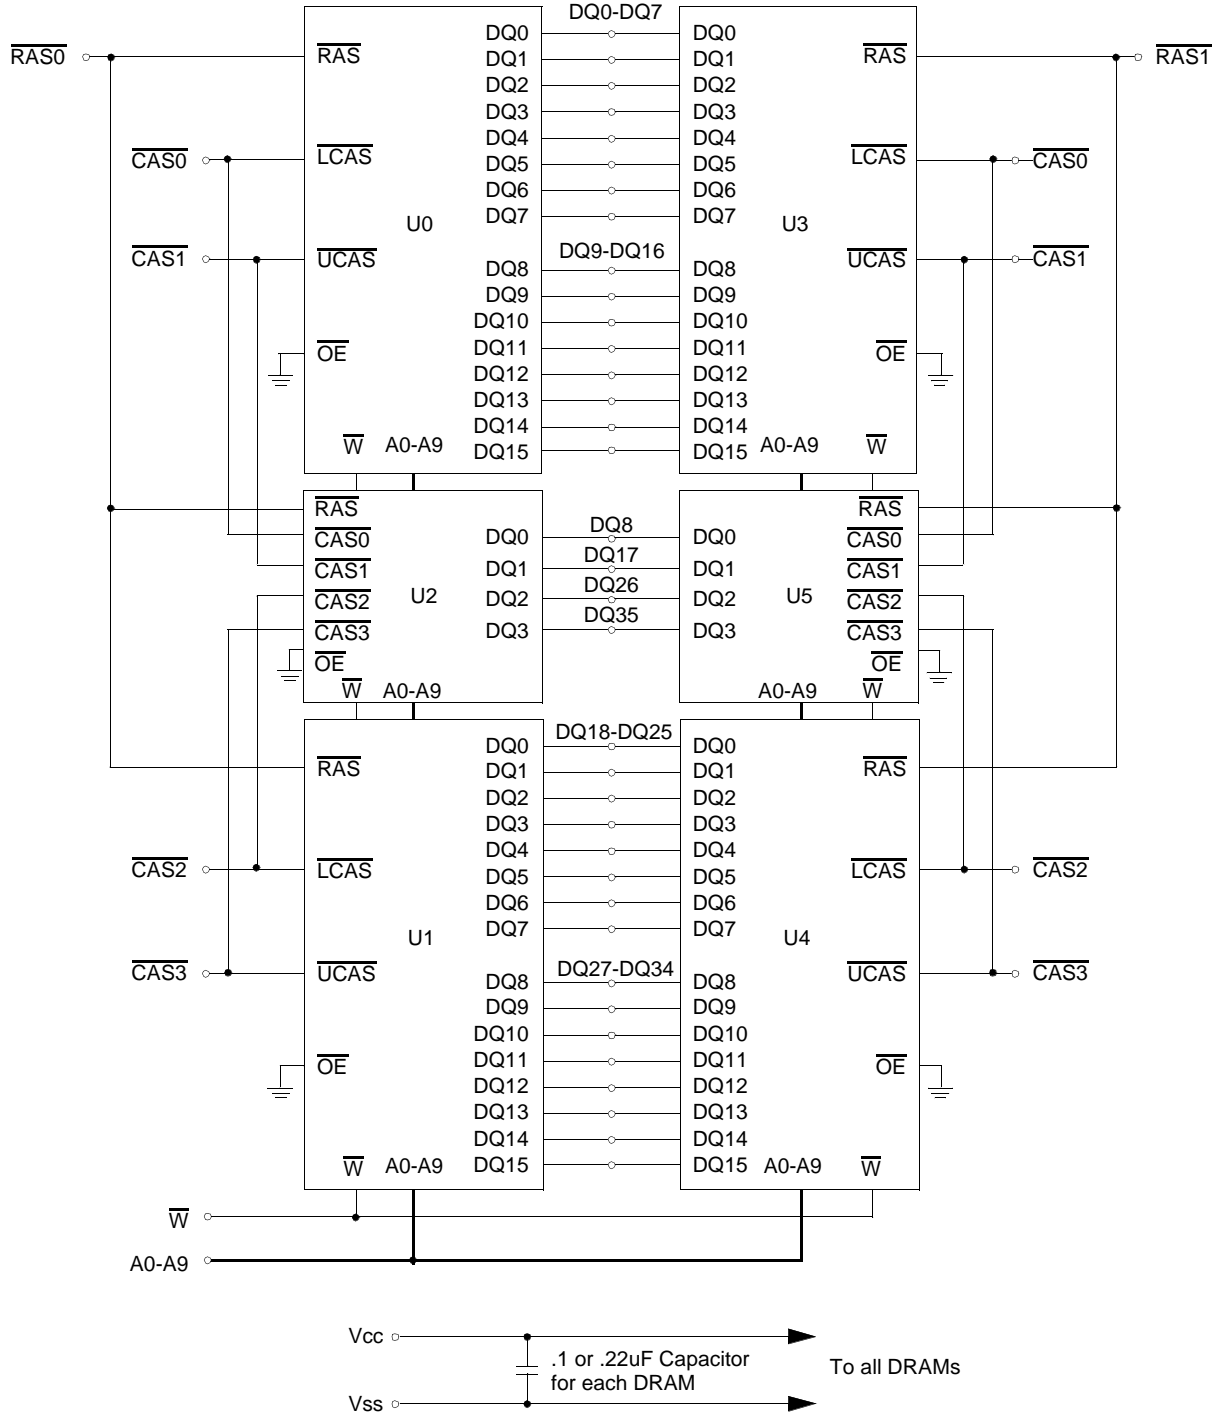 DQ0-DQ7
RAS0 RAS DQ0 DQ0 RAS RAS1
DQ1 DQ1
DQ2 DQ2
DQ3 DQ3
DQ4 DQ4
CAS0 LCAS DQ5 DQ5 LCAS CAS0
DQ6 DQ6
DQ7 DQ7
U0 U3
CAS1 UCAS DQ9-DQ16 UCAS CAS1
DQ8 DQ8
DQ9 DQ9
DQ10 DQ10
OE DQ11 DQ11 OE
DQ12 DQ12
DQ13 DQ13
DQ14 DQ14
W A0-A9 DQ15 DQ15 A0-A9 W
RAS RAS
CAS0 DQ0 DQ8 DQ0 CAS0
CAS1 DQ1 DQ17 DQ1 CAS1
CAS2 U2 DQ2 DQ26 DQ2 U5 CAS2
CAS3 DQ3 DQ35 DQ3 CAS3
OE OE
W A0-A9 A0-A9 W
DQ18-DQ25
DQ0 DQ0
RAS DQ1 DQ1 RAS
DQ2 DQ2
DQ3 DQ3
DQ4 DQ4
CAS2 LCAS DQ5 DQ5 LCAS CAS2
DQ6 DQ6
DQ7 DQ7
U1 U4
CAS3 UCAS DQ27-DQ34 UCAS CAS3
DQ8 DQ8
DQ9 DQ9
DQ10 DQ10
OE DQ11 DQ11 OE
DQ12 DQ12
DQ13 DQ13
DQ14 DQ14
W A0-A9 DQ15 DQ15 A0-A9 W
W
A0-A9
Vcc
.1 or .22uF Capacitor
for each DRAM
To all DRAMs
Vss